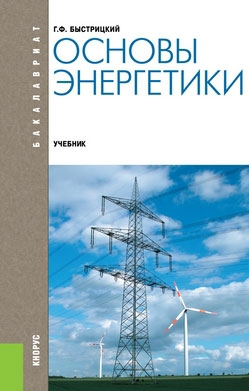 Г.Ф. БЫСТРИЦКИЙ
ОСНОВЫ
ЭНЕРГЕТИКИ
УЧЕБНИК
БАКАЛАВРИАТ
КНОРУС